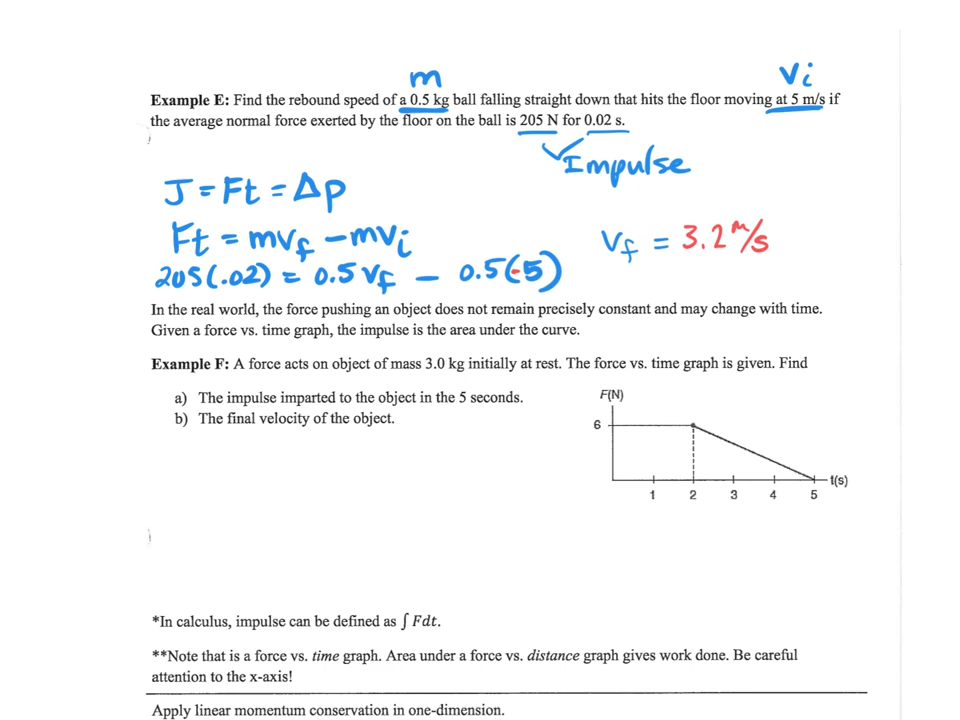 m
Vi
Example E: Find the rebound speed of a 0.5 kg ball falling straight down that hits the floor moving at 5 m/s if
the average normal force exerted by the floor on the ball is 205 N for 0.02 s.
Impulse
J = Ft = Δp
Ft = mVf - mVi
Vf = 3.2 m/s
205(.02) = 0.5 Vf - 0.5(-5)
In the real world, the force pushing an object does not remain precisely constant and may change with time.
Given a force vs. time graph, the impulse is the area under the curve.
Example F: A force acts on object of mass 3.0 kg initially at rest. The force vs. time graph is given. Find
a) The impulse imparted to the object in the 5 seconds.
b) The final velocity of the object.
F(N)
6
t(s)
1 2 3 4 5
*In calculus, impulse can be defined as ∫ Fdt.
**Note that is a force vs. time graph. Area under a force vs. distance graph gives work done. Be careful
attention to the x-axis!
Apply linear momentum conservation in one-dimension.